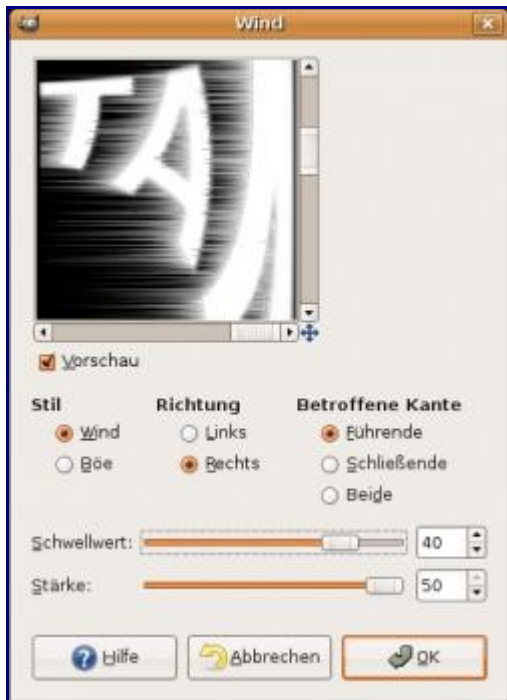 Wind
TA
Vorschau
Stil Richtung Betroffene Kante
Wind Links Führende
Böe Rechts Schließende
Beide
Schwellwert: 40
Stärke: 50
Hilfe Abbrechen OK